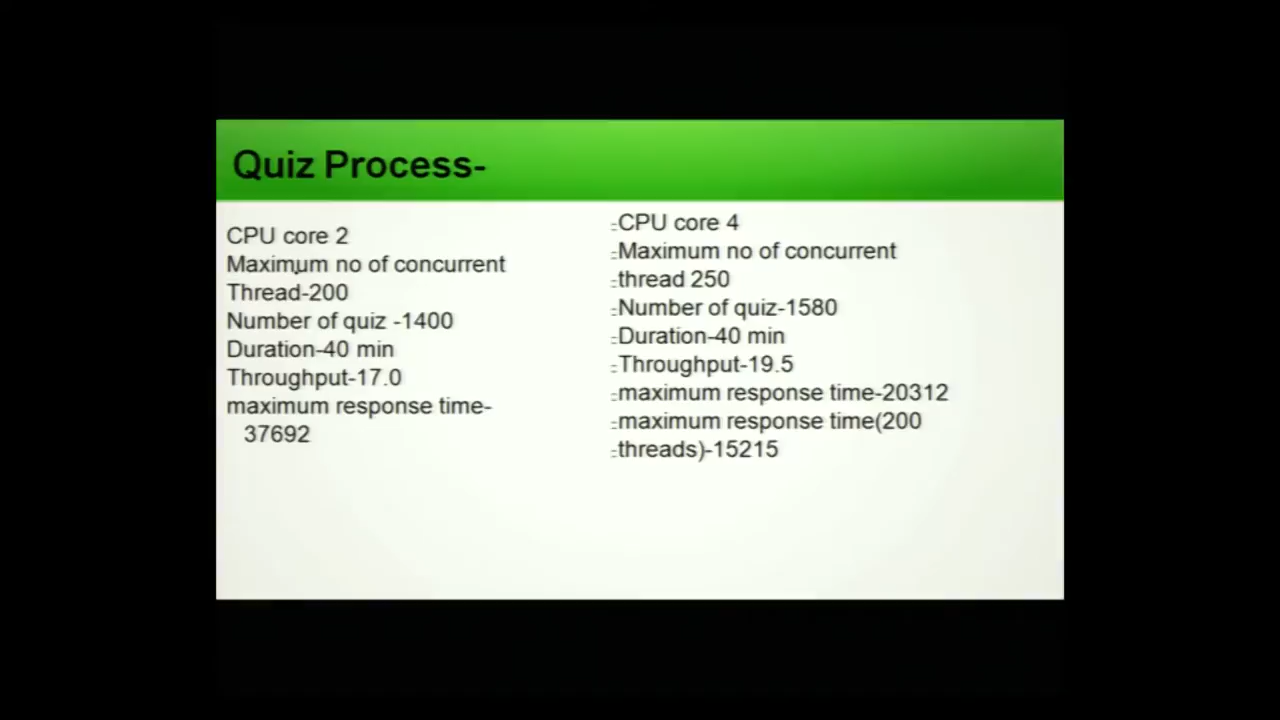 Quiz Process-
CPU core 2
Maximum no of concurrent
Thread-200
Number of quiz -1400
Duration-40 min
Throughput-17.0
maximum response time-
37692
CPU core 4
Maximum no of concurrent
thread 250
Number of quiz-1580
Duration-40 min
Throughput-19.5
maximum response time-20312
maximum response time(200
threads)-15215